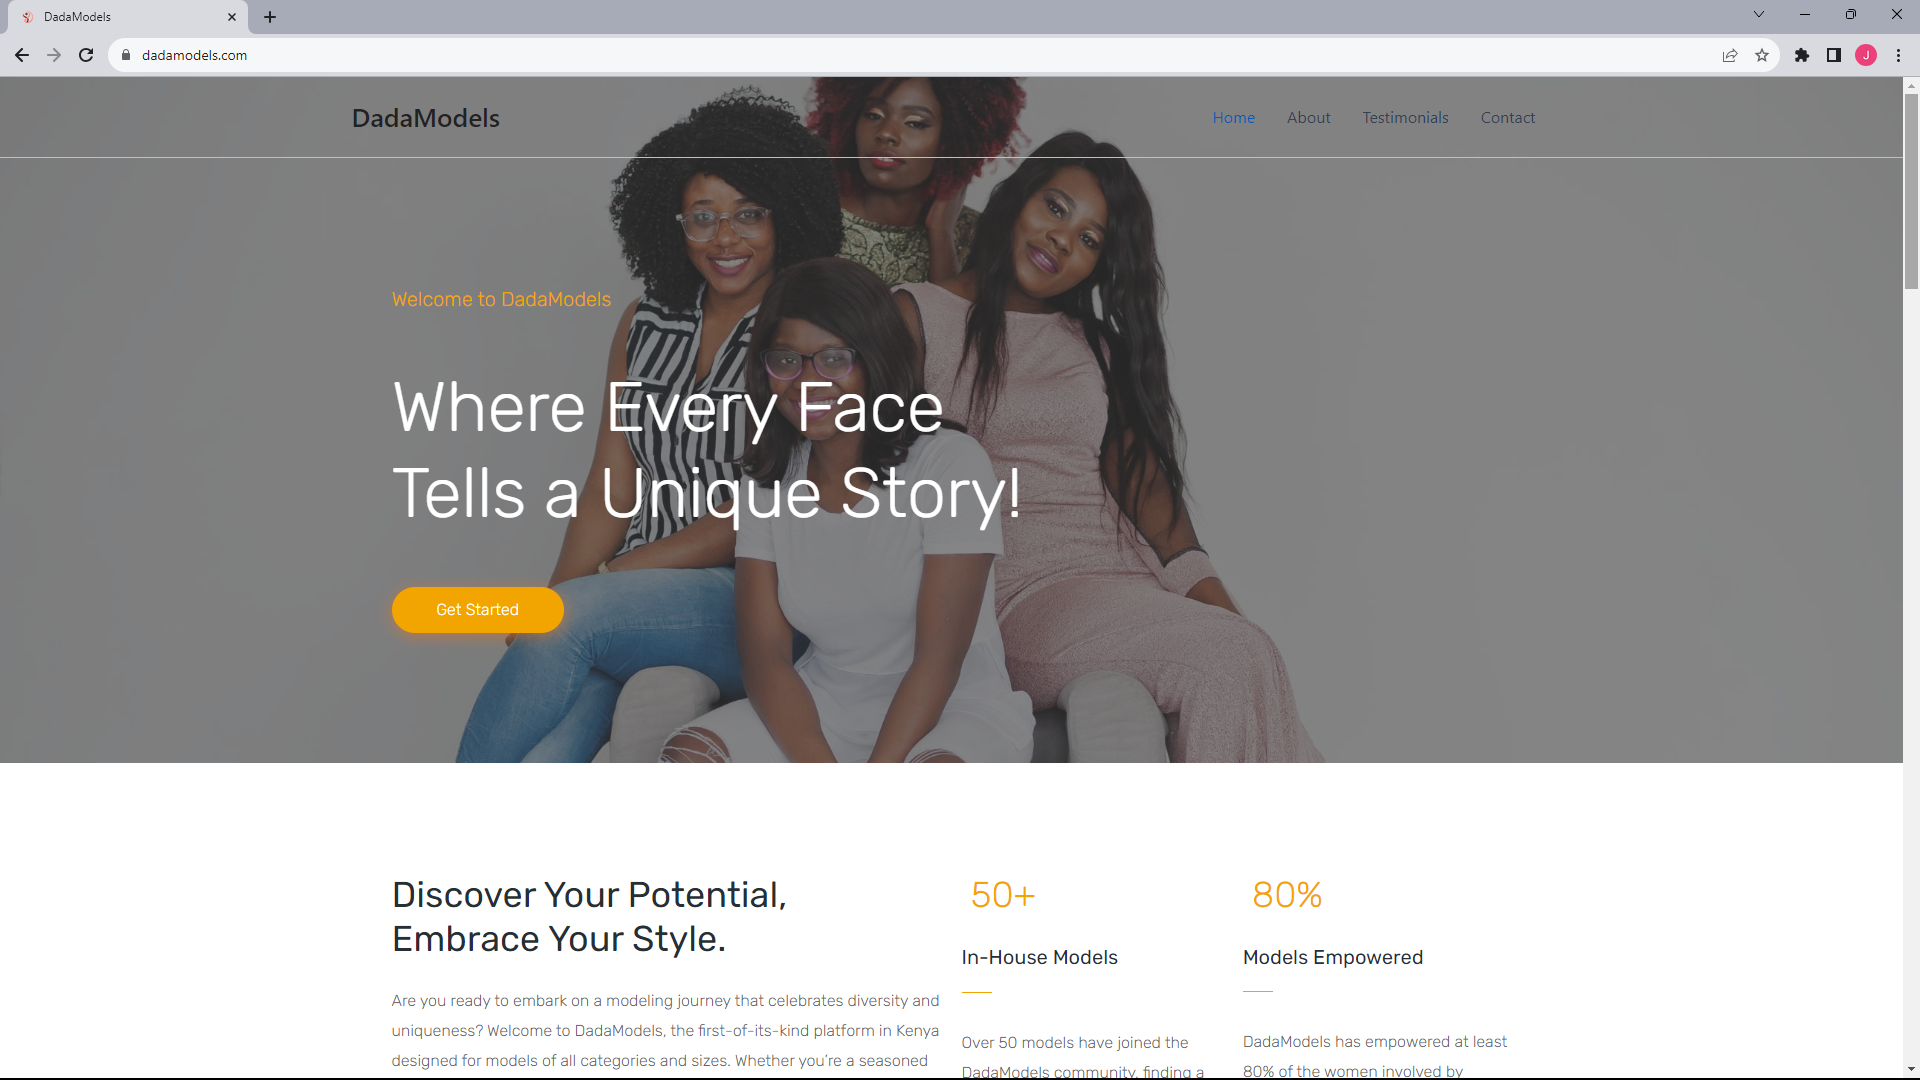 DadaModels
dadamodels.com
J
DadaModels
Home About Testimonials Contact
Welcome to DadaModels
Where Every Face
Tells a Unique Story!
Get Started
Discover Your Potential,
Embrace Your Style.
Are you ready to embark on a modeling journey that celebrates diversity and
uniqueness? Welcome to DadaModels, the first-of-its-kind platform in Kenya
designed for models of all categories and sizes. Whether you're a seasoned
50+
In-House Models
Over 50 models have joined the
DadaModels community, finding a
80%
Models Empowered
DadaModels has empowered at least
80% of the women involved by